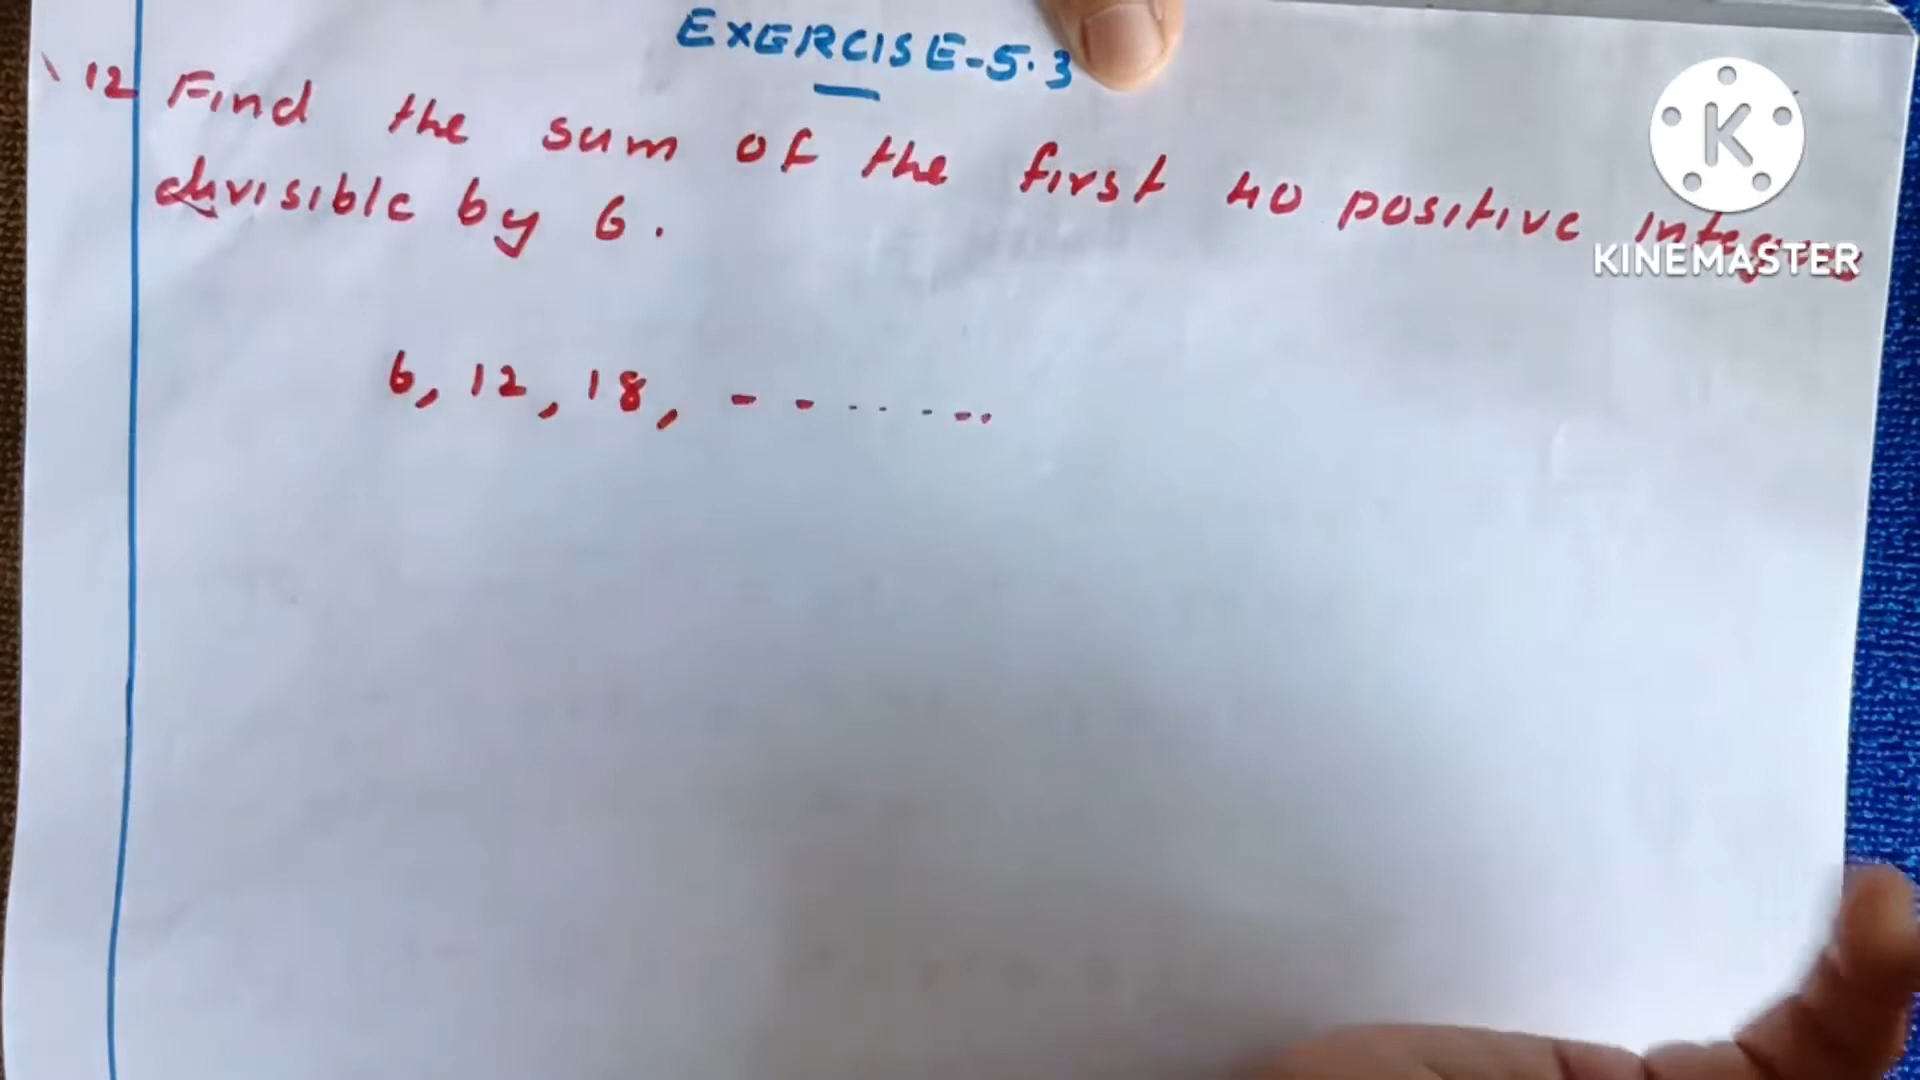 EXERCISE-5.3
12 Find the sum of the first 40 positive integers
divisible by 6.
6, 12, 18, - - - - - - -
K
KINEMASTER